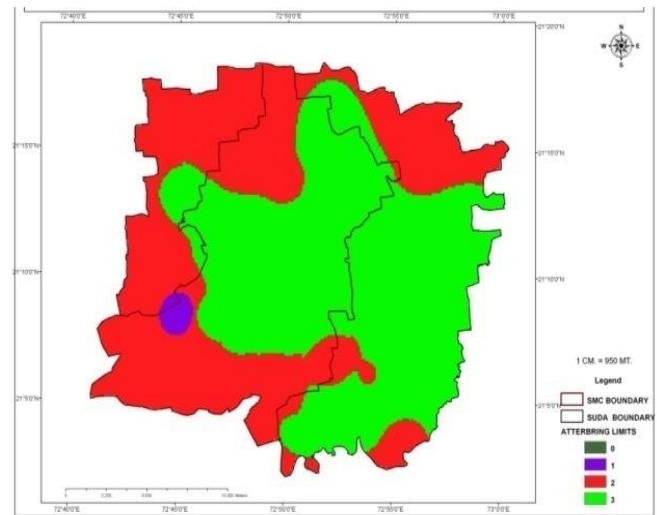 72°40'0"E 72°45'0"E 72°50'0"E 72°55'0"E 73°0'0"E
21°20'0"N
N
W E
S
21°15'0"N 21°15'0"N
21°10'0"N 21°10'0"N
21°5'0"N 21°5'0"N
1 CM. = 950 MT.
Legend
SMC BOUNDARY
SUDA BOUNDARY
ATTERBRING LIMITS
0
1
2
3
72°40'0"E 72°45'0"E 72°50'0"E 72°55'0"E 73°0'0"E